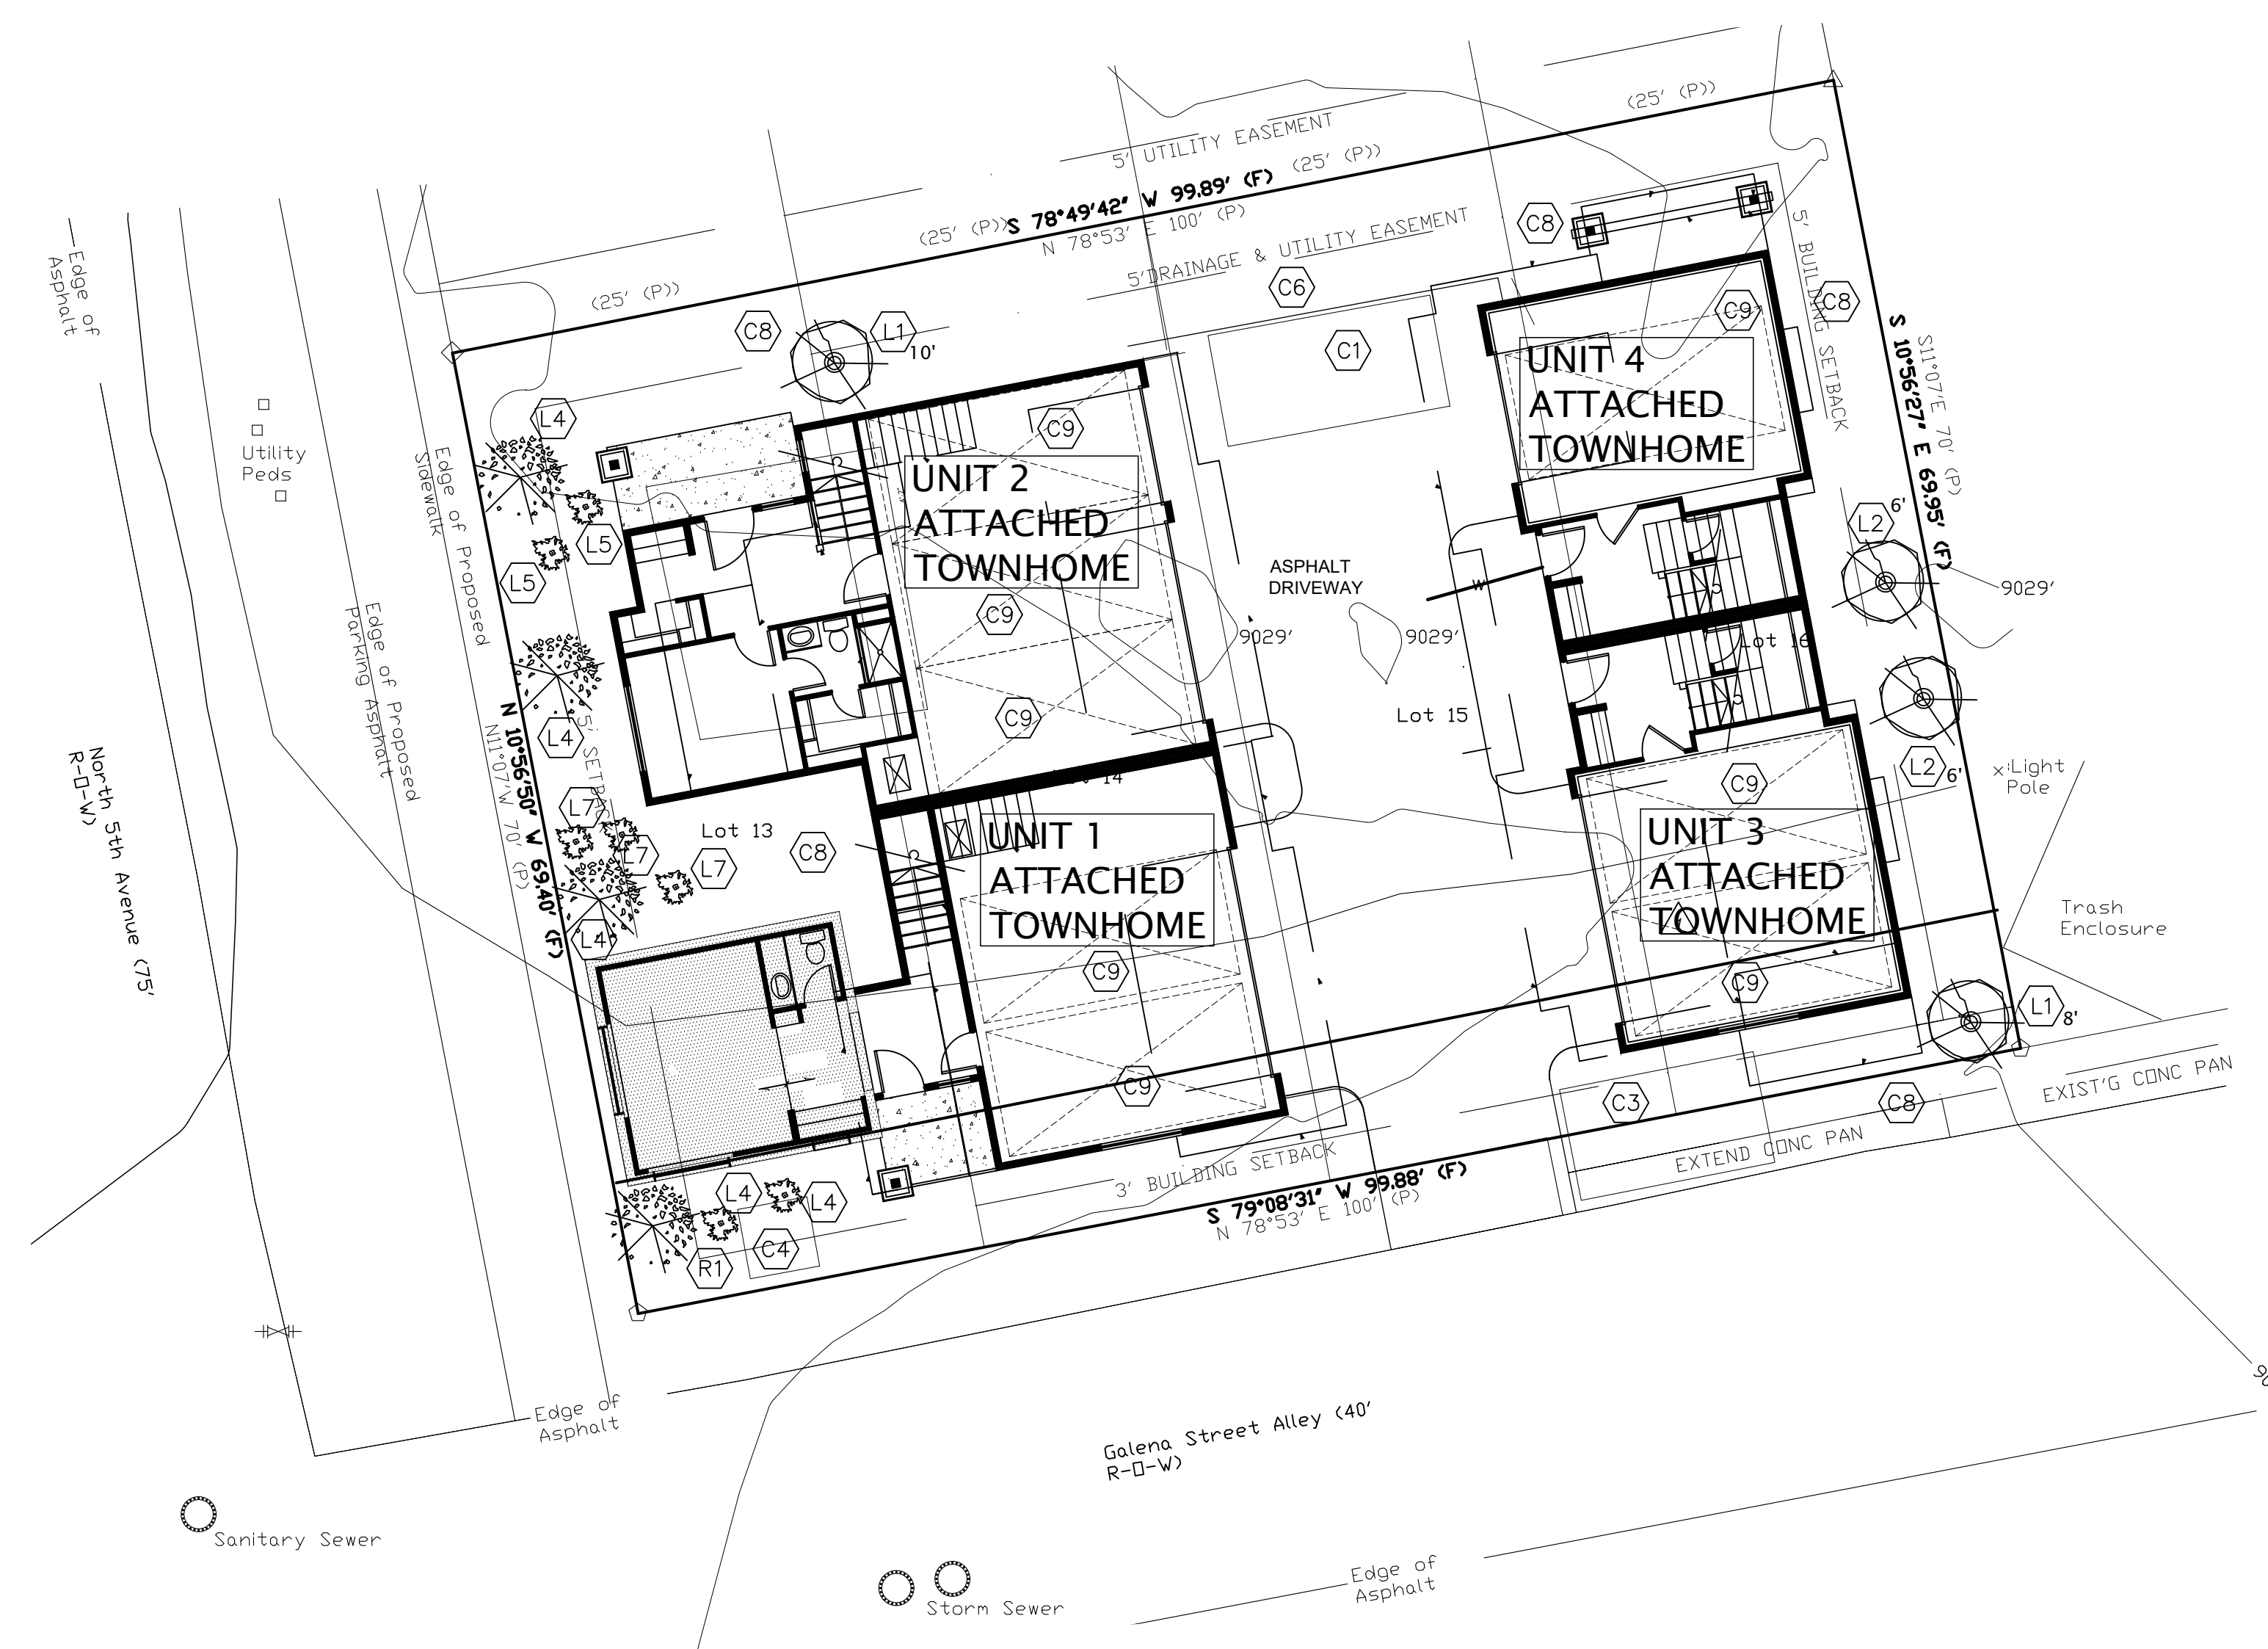 (25' (P))
5' UTILITY EASEMENT
(25' (P))
S 78°49'42" W 99.89' (F)
(25' (P))
N 78°53' E 100' (P)
5'DRAINAGE & UTILITY EASEMENT
(25' (P))
C8
C6
C1
C8
L1
10'
C9
C8
5' BUILDING SETBACK
S 10°56'27" E 69.95' (F)
S11°07'E 70' (P)
Edge of
Asphalt
Utility
Peds
Edge of Proposed
Sidewalk
Edge of Proposed
Parking Asphalt
L4
L5
L5
L4
C9
UNIT 2
ATTACHED
TOWNHOME
C9
C9
UNIT 4
ATTACHED
TOWNHOME
ASPHALT
DRIVEWAY
W
9029'
9029'
L2
6'
9029'
Lot 16
Lot 15
L2
6'
x:Light
Pole
North 5th Avenue (75'
R-O-W)
N 10°56'50" W 69.40' (F)
N11°07'W 70' (P)
5' SETBACK
L7
L7
L7
L4
Lot 13
C8
14
UNIT 1
ATTACHED
TOWNHOME
C9
C9
C9
UNIT 3
ATTACHED
TOWNHOME
C9
Trash
Enclosure
L1
8'
EXIST'G CONC PAN
C3
C8
EXTEND CONC PAN
3' BUILDING SETBACK
S 79°08'31" W 99.88' (F)
N 78°53' E 100' (P)
L4
L4
C4
R1
Edge of
Asphalt
Galena Street Alley (40'
R-O-W)
Sanitary Sewer
Storm Sewer
Edge of
Asphalt